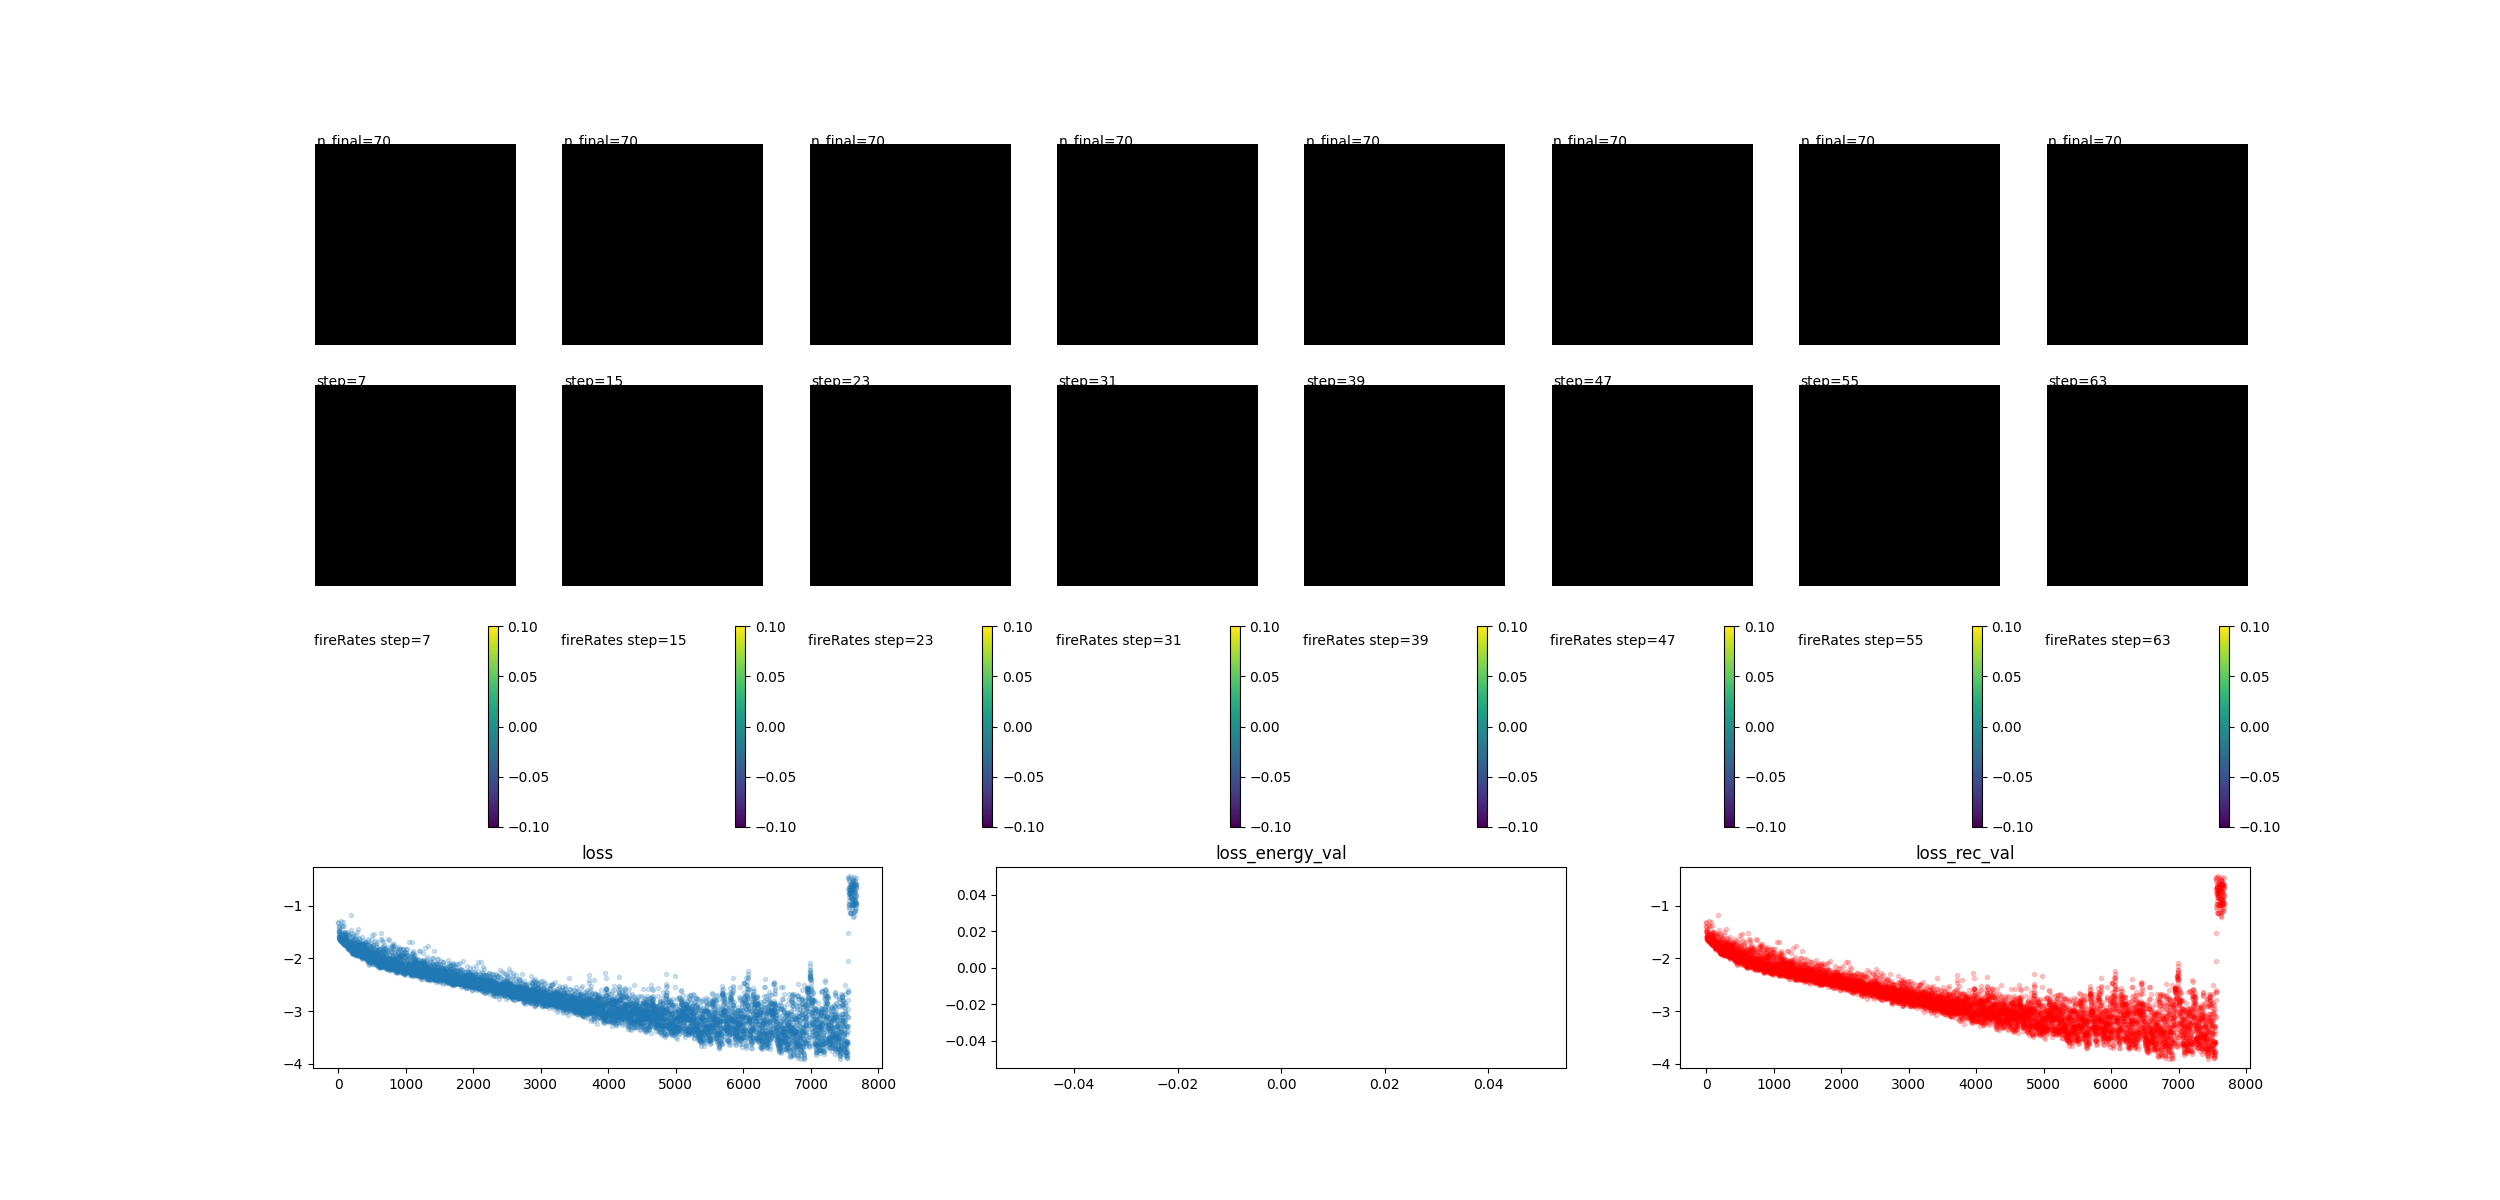 n_final=70 n_final=70 n_final=70 n_final=70 n_final=70 n_final=70 n_final=70 n_final=70
step=7 step=15 step=23 step=31 step=39 step=47 step=55 step=63
fireRates step=7 fireRates step=15 fireRates step=23 fireRates step=31 fireRates step=39 fireRates step=47 fireRates step=55 fireRates step=63
0.10 0.10 0.10 0.10 0.10 0.10 0.10 0.10
0.05 0.05 0.05 0.05 0.05 0.05 0.05 0.05
0.00 0.00 0.00 0.00 0.00 0.00 0.00 0.00
−0.05 −0.05 −0.05 −0.05 −0.05 −0.05 −0.05 −0.05
−0.10 −0.10 −0.10 −0.10 −0.10 −0.10 −0.10 −0.10
loss
−1
−2
−3
−4
0 1000 2000 3000 4000 5000 6000 7000 8000
loss_energy_val
0.04
0.02
0.00
−0.02
−0.04
−0.04 −0.02 0.00 0.02 0.04
loss_rec_val
−1
−2
−3
−4
0 1000 2000 3000 4000 5000 6000 7000 8000